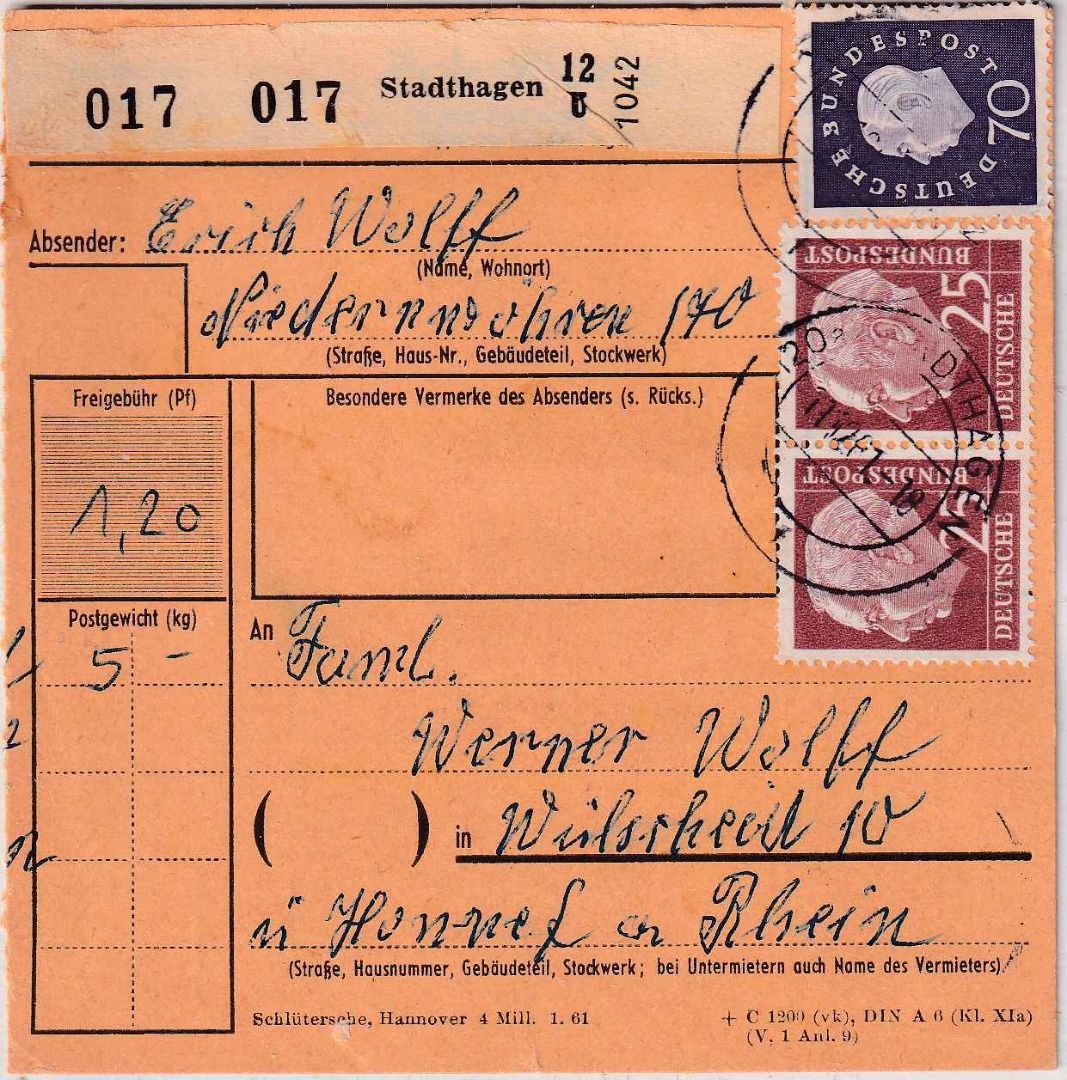 017 017 Stadthagen 12
U
1042
DEUTSCHE BUNDESPOST DEUTSCHE
70
Absender: Erich Wolff
(Name, Wohnort)
Niedernwöhren 140
(Straße, Haus-Nr., Gebäudeteil, Stockwerk)
BUNDESPOST
25
DEUTSCHE
Freigebühr (Pf)
1,20
Besondere Vermerke des Absenders (s. Rücks.)
DTHAGEN
BUNDESPOST
25
DEUTSCHE
Postgewicht (kg)
5 -
An Faml.
Werner Wolff
( ) in Wülscheid 10
ü Honnef a Rhein
(Straße, Hausnummer, Gebäudeteil, Stockwerk; bei Untermietern auch Name des Vermieters)
Schlütersche, Hannover 4 Mill. 1. 61
+ C 1200 (vk), DIN A 6 (Kl. XIa)
(V, 1 Anl. 9)